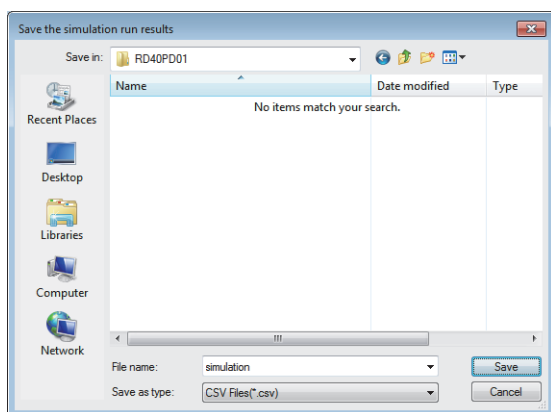 Save the simulation run results
Save in: RD40PD01
Name Date modified Type
No items match your search.
Recent Places
Desktop
Libraries
Computer
Network
File name: simulation Save
Save as type: CSV Files(*.csv) Cancel